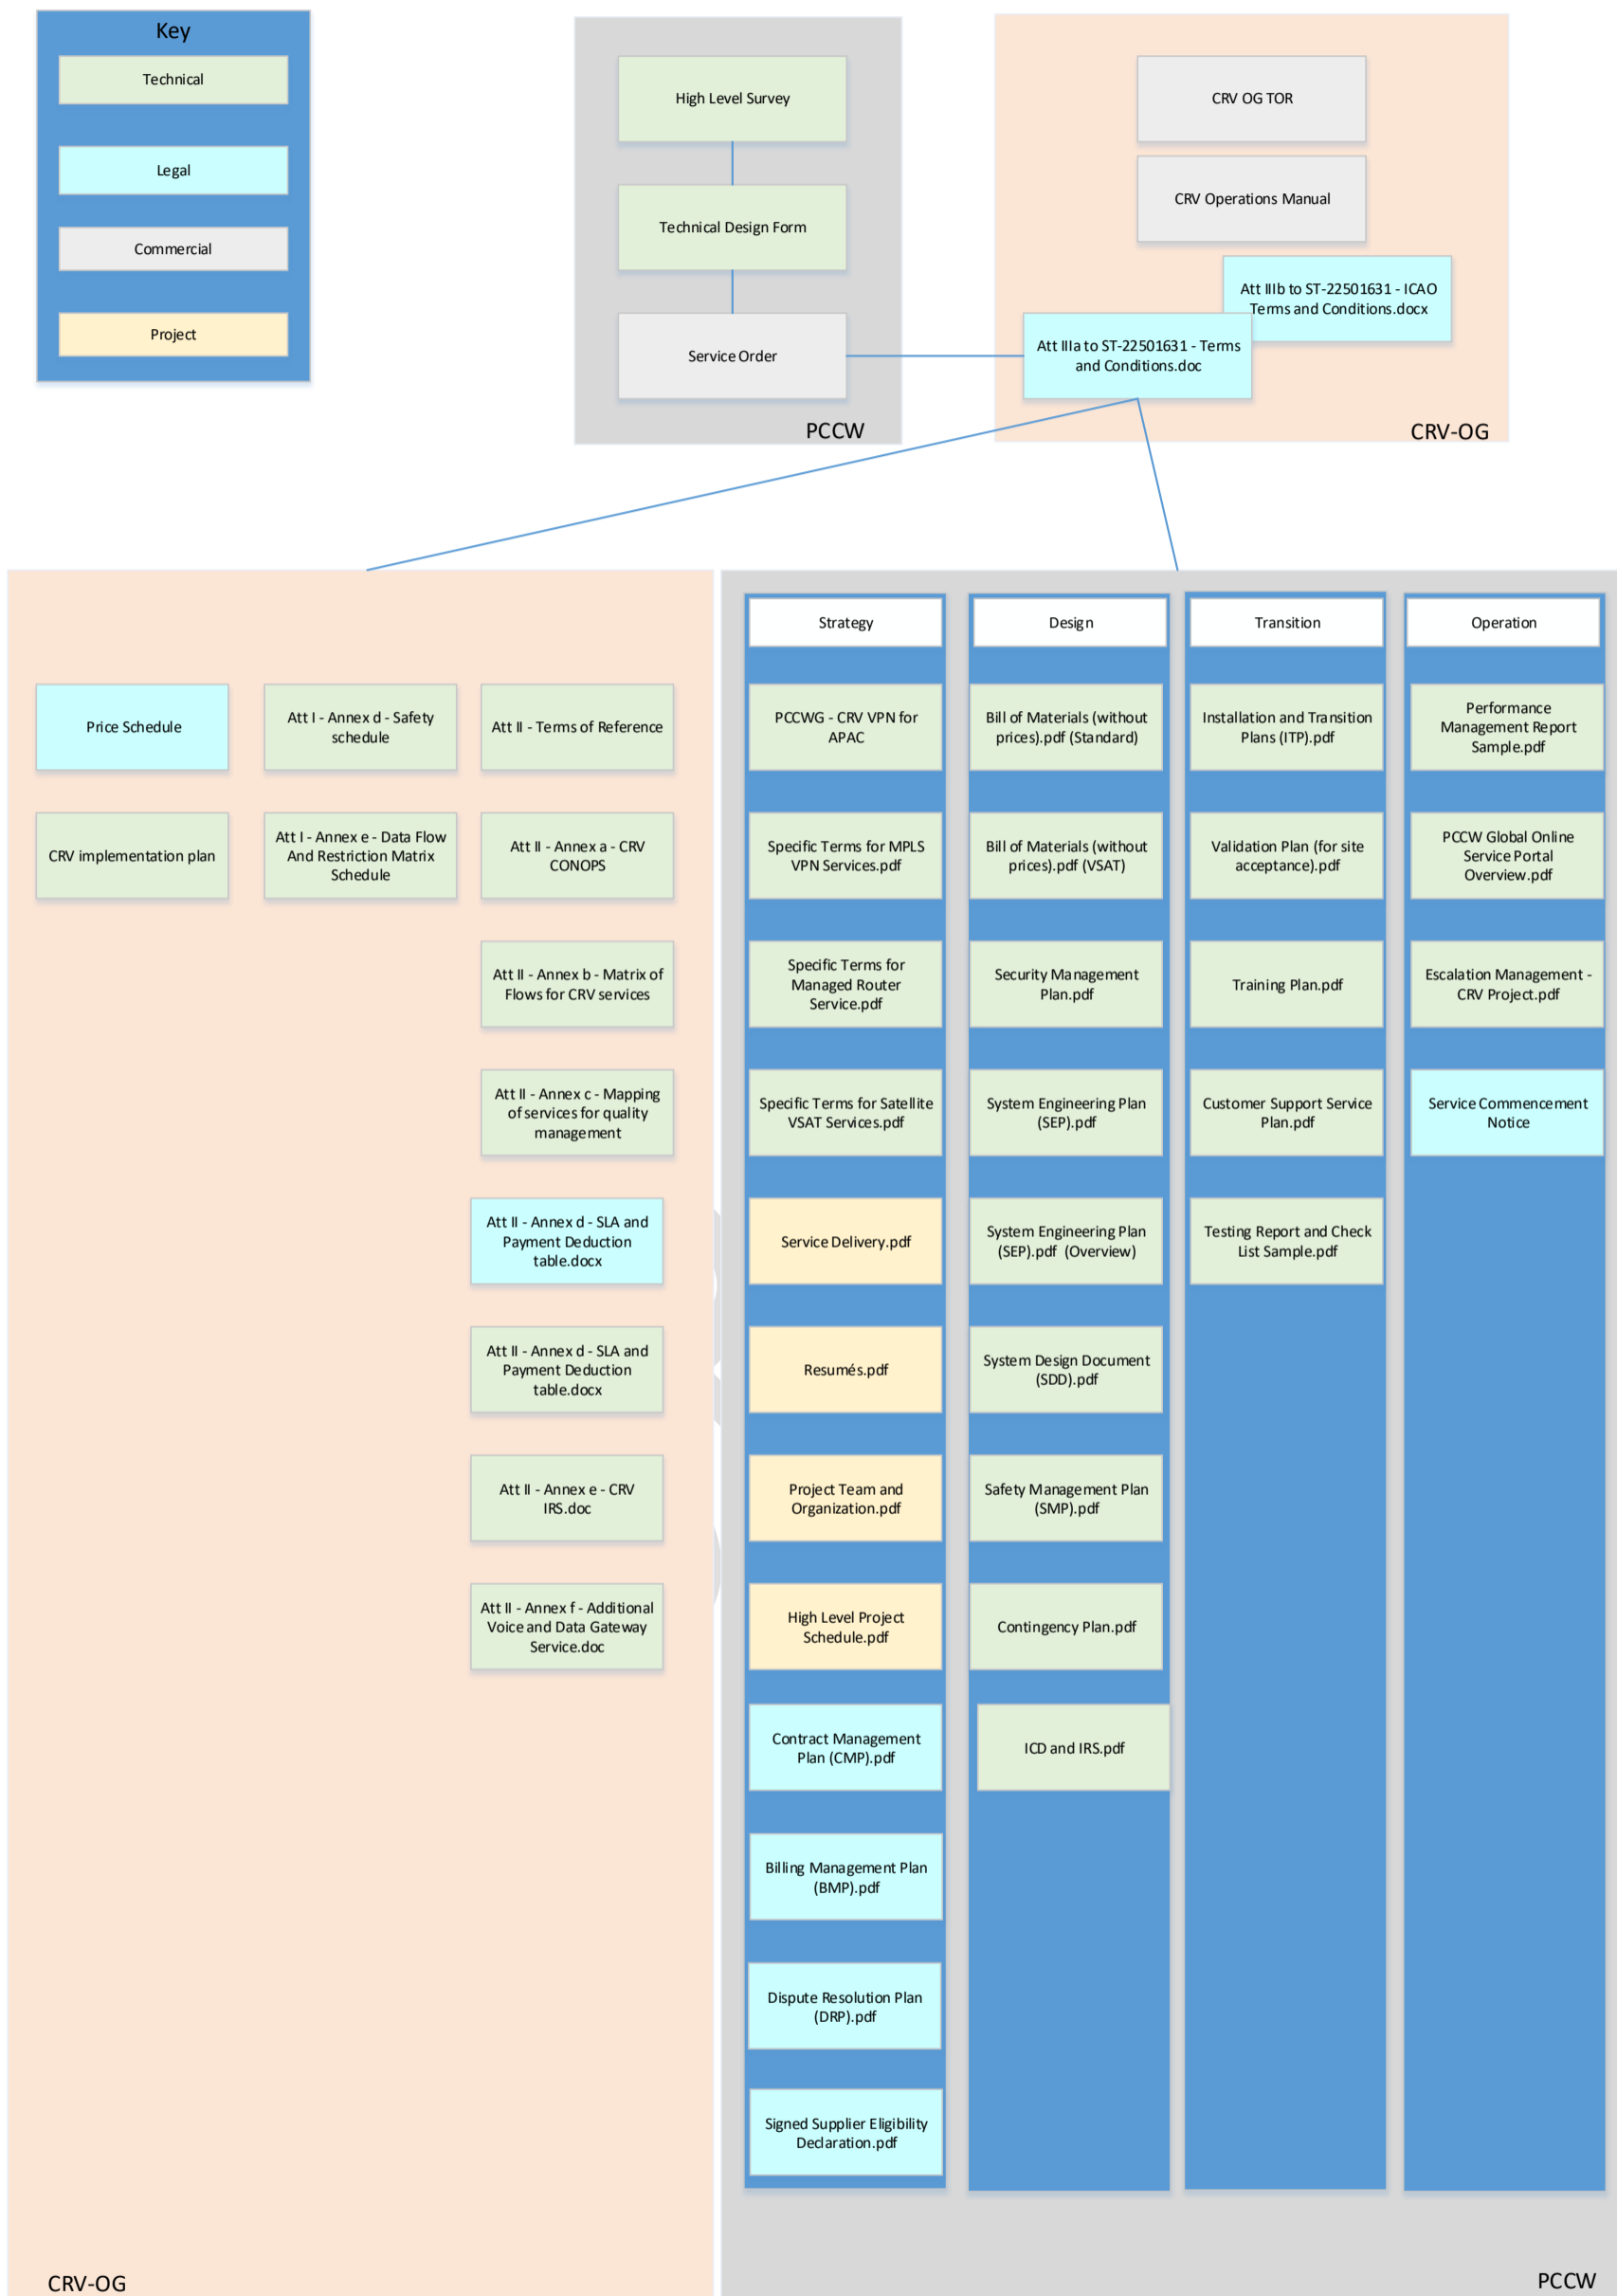 Key
Technical
Legal
Commercial
Project
High Level Survey
Technical Design Form
Service Order
PCCW
CRV OG TOR
CRV Operations Manual
Att IIIb to ST-22501631 - ICAO
Terms and Conditions.docx
Att IIIa to ST-22501631 - Terms
and Conditions.doc
CRV-OG
Price Schedule
CRV implementation plan
Att I - Annex d - Safety
schedule
Att I - Annex e - Data Flow
And Restriction Matrix
Schedule
Att II - Terms of Reference
Att II - Annex a - CRV
CONOPS
Att II - Annex b - Matrix of
Flows for CRV services
Att II - Annex c - Mapping
of services for quality
management
Att II - Annex d - SLA and
Payment Deduction
table.docx
Att II - Annex d - SLA and
Payment Deduction
table.docx
Att II - Annex e - CRV
IRS.doc
Att II - Annex f - Additional
Voice and Data Gateway
Service.doc
CRV-OG
Strategy
PCCWG - CRV VPN for
APAC
Specific Terms for MPLS
VPN Services.pdf
Specific Terms for
Managed Router
Service.pdf
Specific Terms for Satellite
VSAT Services.pdf
Service Delivery.pdf
Resumés.pdf
Project Team and
Organization.pdf
High Level Project
Schedule.pdf
Contract Management
Plan (CMP).pdf
Billing Management Plan
(BMP).pdf
Dispute Resolution Plan
(DRP).pdf
Signed Supplier Eligibility
Declaration.pdf
Design
Bill of Materials (without
prices).pdf (Standard)
Bill of Materials (without
prices).pdf (VSAT)
Security Management
Plan.pdf
System Engineering Plan
(SEP).pdf
System Engineering Plan
(SEP).pdf (Overview)
System Design Document
(SDD).pdf
Safety Management Plan
(SMP).pdf
Contingency Plan.pdf
ICD and IRS.pdf
Transition
Installation and Transition
Plans (ITP).pdf
Validation Plan (for site
acceptance).pdf
Training Plan.pdf
Customer Support Service
Plan.pdf
Testing Report and Check
List Sample.pdf
Operation
Performance
Management Report
Sample.pdf
PCCW Global Online
Service Portal
Overview.pdf
Escalation Management -
CRV Project.pdf
Service Commencement
Notice
PCCW